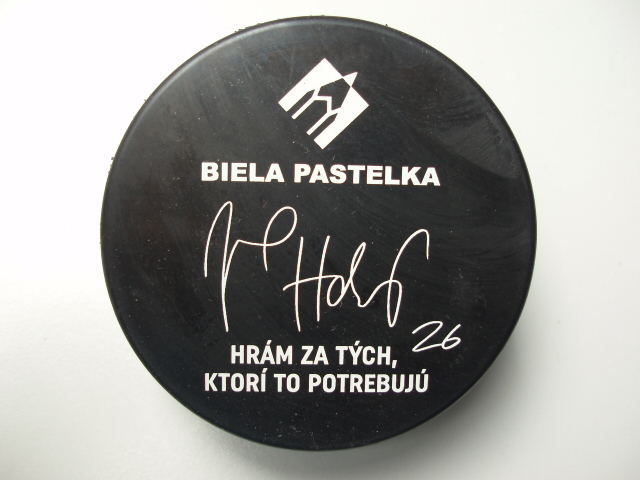 BIELA PASTELKA
26
HRÁM ZA TÝCH,
KTORÍ TO POTREBUJÚ